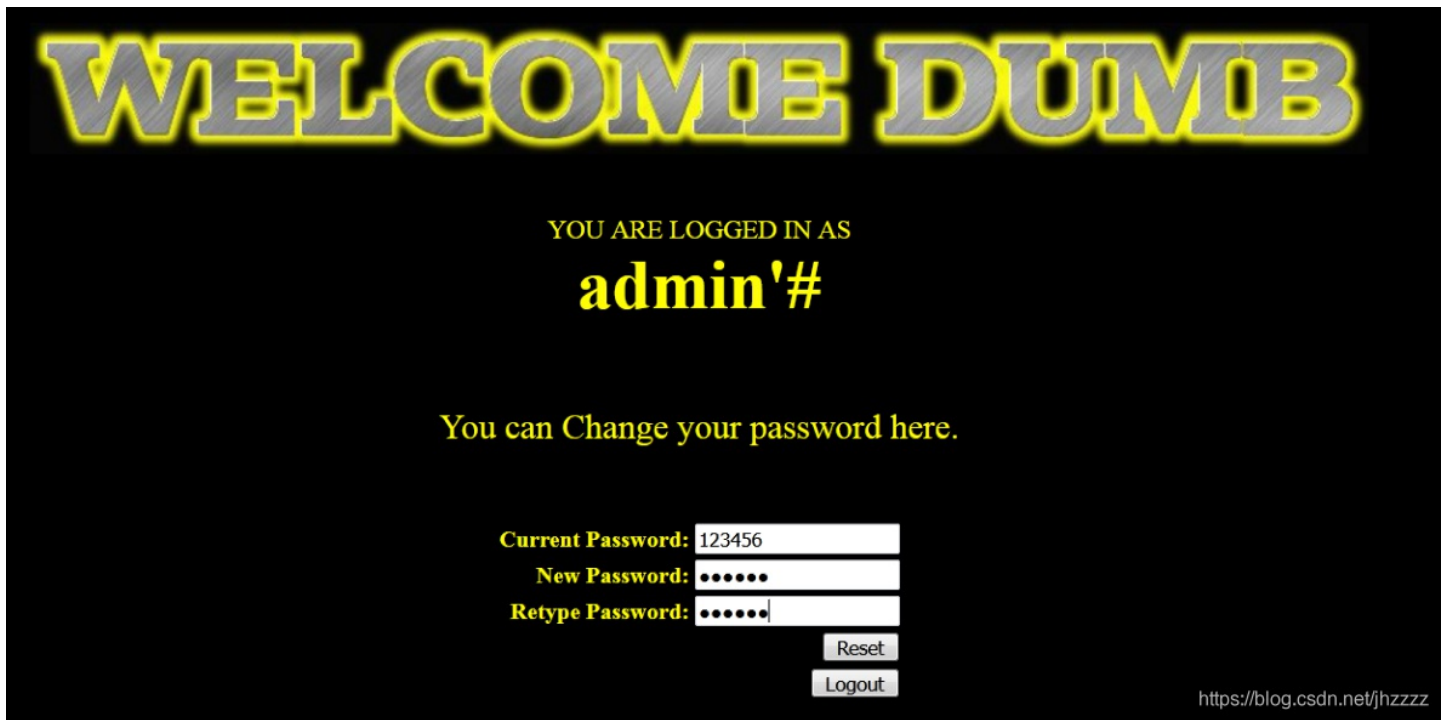 WELCOME DUMB
YOU ARE LOGGED IN AS
admin'#
You can Change your password here.
Current Password: 123456
New Password: ●●●●●●
Retype Password: ●●●●●●
Reset
Logout
https://blog.csdn.net/jhzzzz